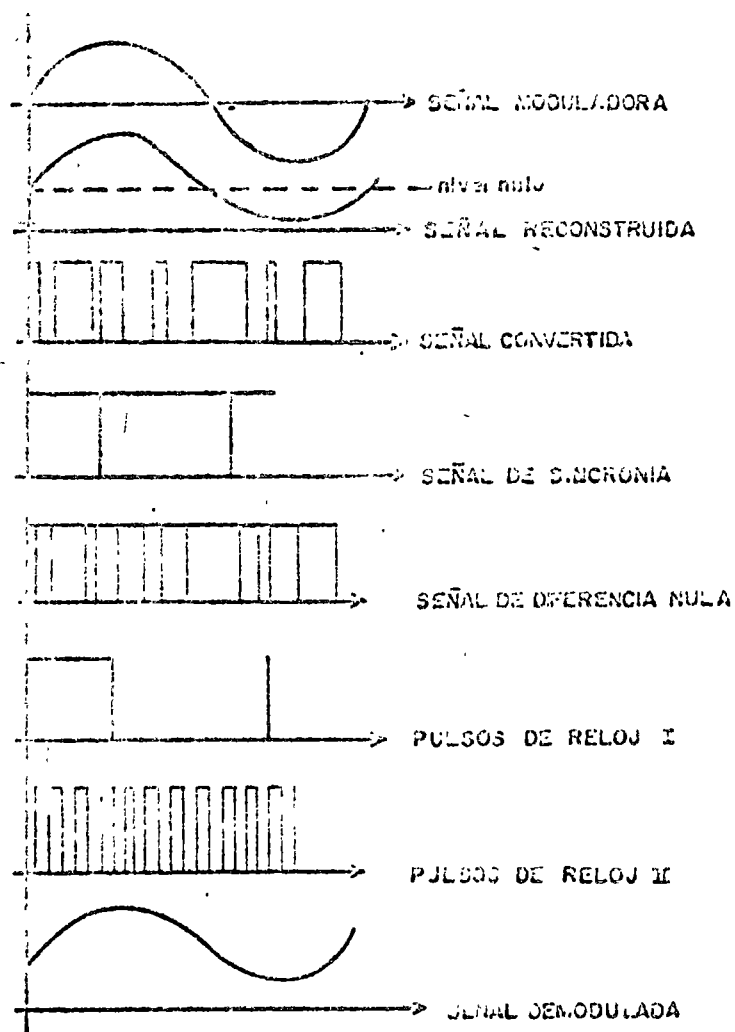 SEÑAL MODULADORA
nivel nulo
SEÑAL RECONSTRUIDA
SEÑAL CONVERTIDA
SEÑAL DE SINCRONIA
SEÑAL DE DIFERENCIA NULA
PULSOS DE RELOJ I
PULSOS DE RELOJ II
SEÑAL DEMODULADA